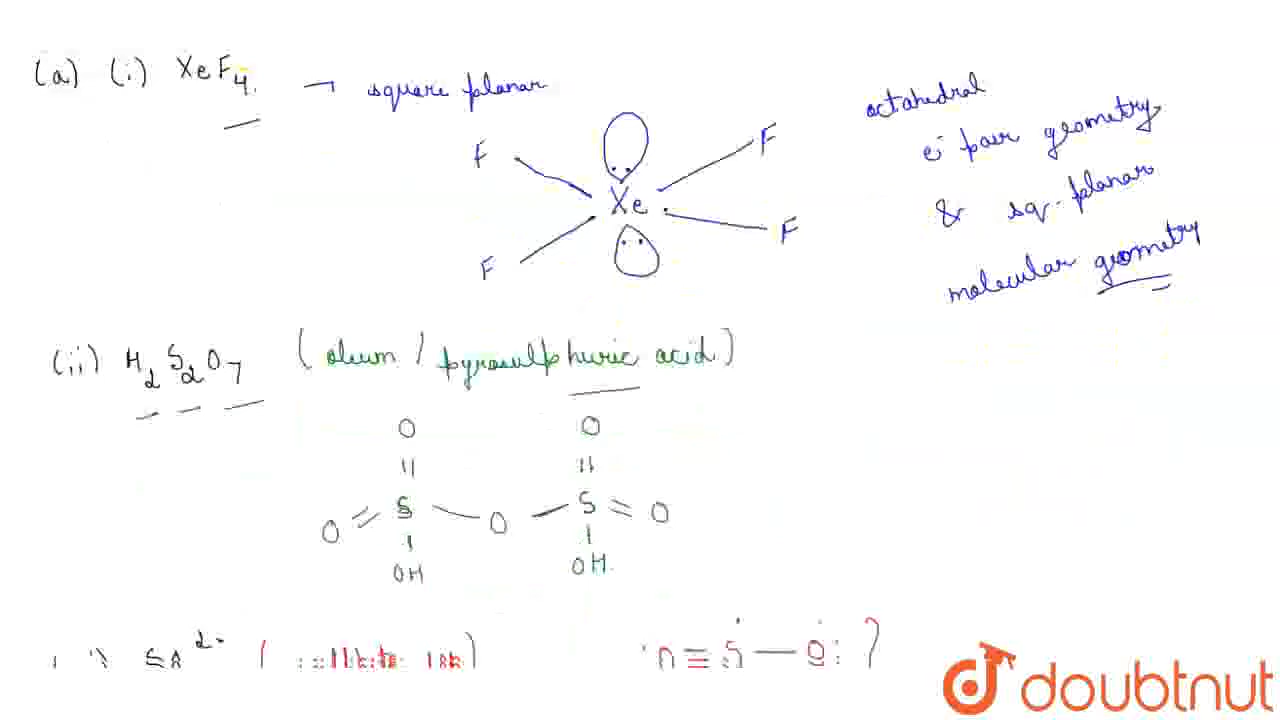 (a) (i) XeF₄. → square planar
octahedral
e⁻ pair geometry
& sq. planar
molecular geometry
F F
Xe
F F
(ii) H₂S₂O₇ (oleum / pyrosulphuric acid)
O O
|| ||
O = S — O — S = O
| |
OH OH
2-
doubtnut